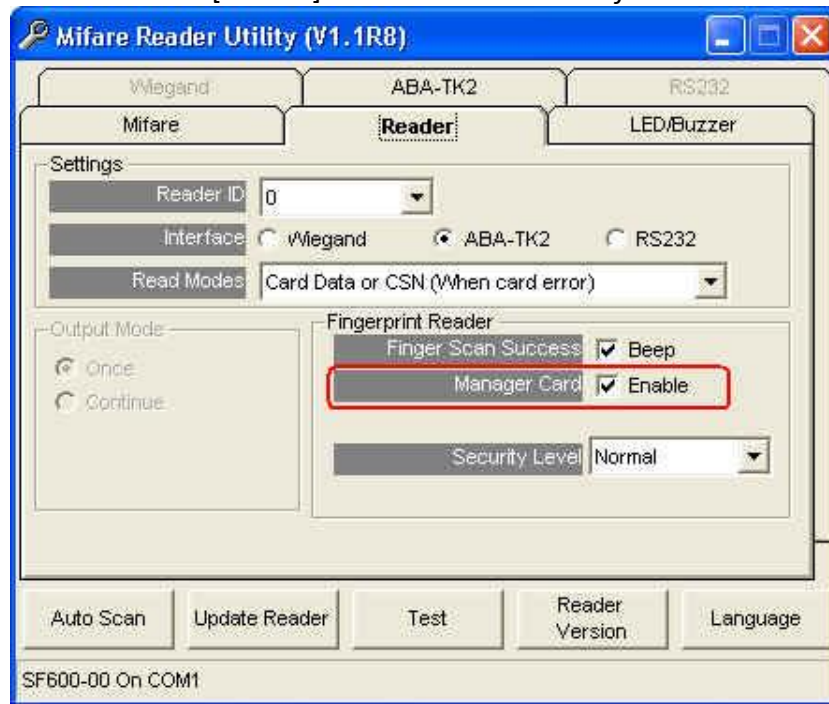 Mifare Reader Utility (V1.1R8)
Wiegand ABA-TK2 RS232
Mifare Reader LED/Buzzer
Settings
Reader ID 0
Interface Wiegand ABA-TK2 RS232
Read Modes Card Data or CSN (When card error)
Output Mode
Once
Continue
Fingerprint Reader
Finger Scan Success Beep
Manager Card Enable
Security Level Normal
Auto Scan Update Reader Test Reader Version Language
SF600-00 On COM1